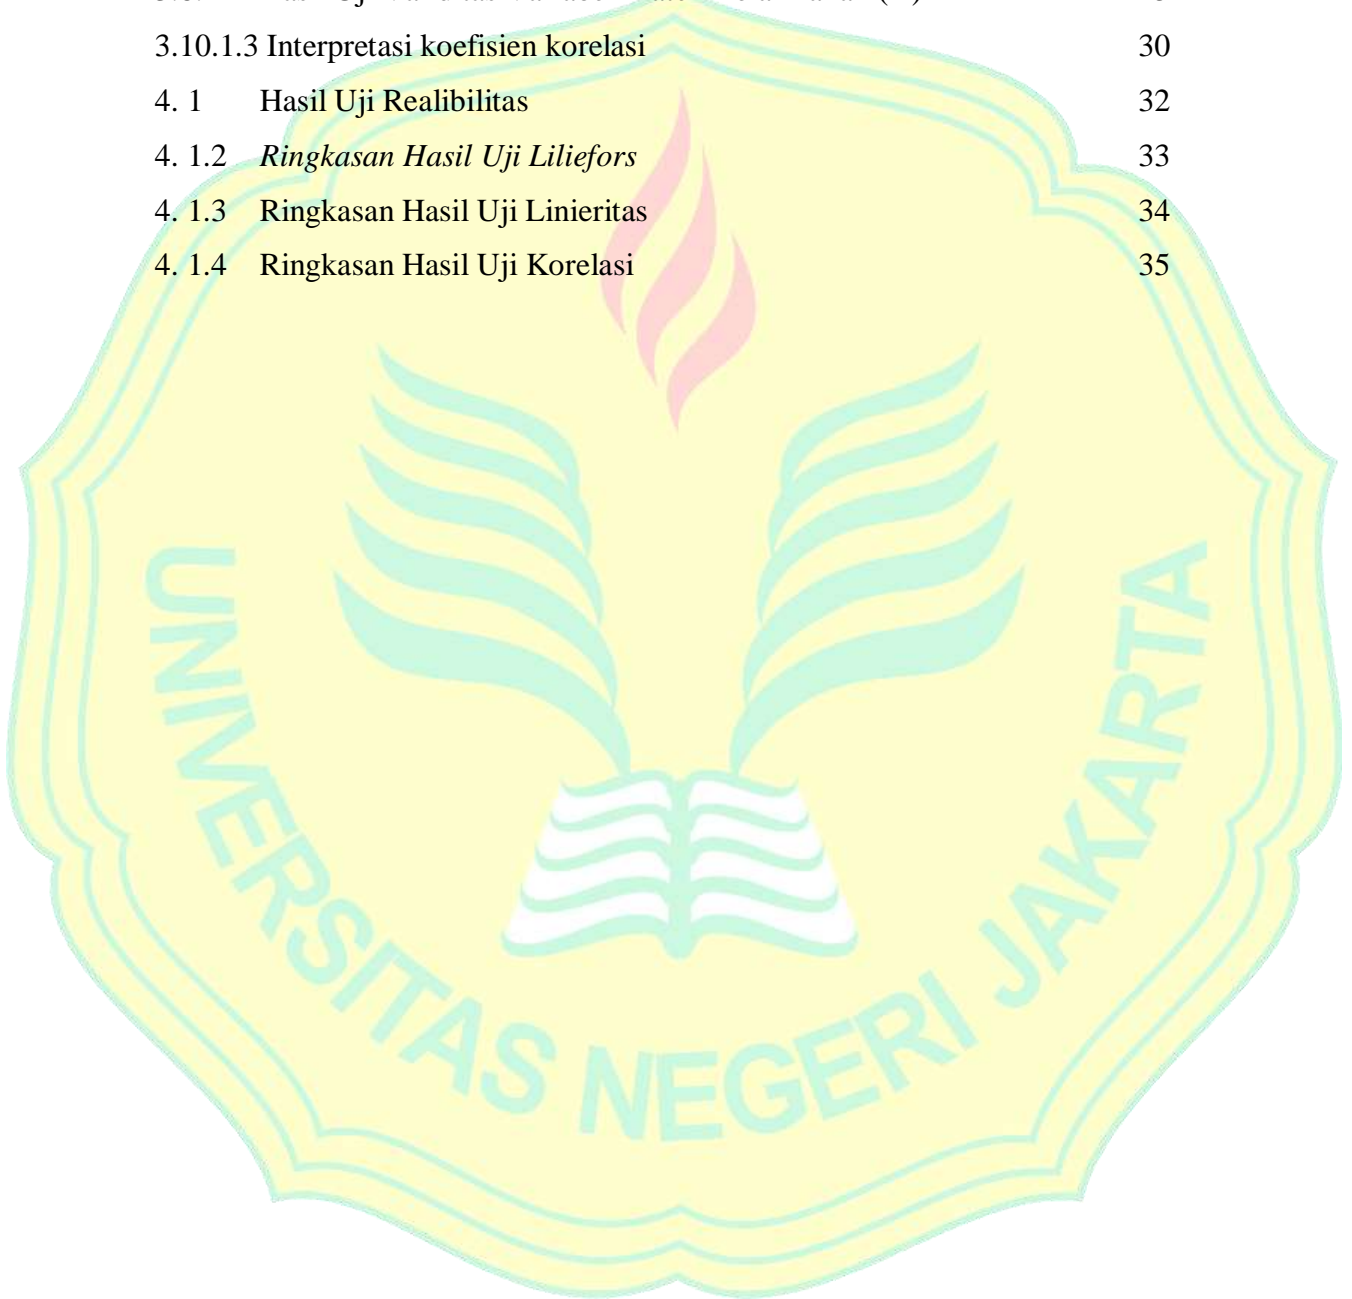 3.10.1.3 Interpretasi koefisien korelasi 30
4. 1 Hasil Uji Realibilitas 32
4. 1.2 Ringkasan Hasil Uji Liliefors 33
4. 1.3 Ringkasan Hasil Uji Linieritas 34
4. 1.4 Ringkasan Hasil Uji Korelasi 35
UNIVERSITAS NEGERI JAKARTA